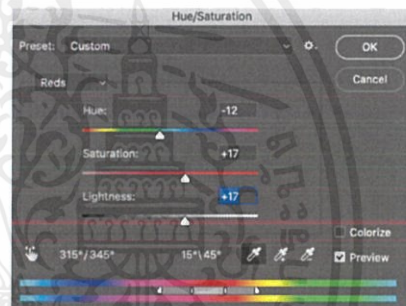 Hue/Saturation
Preset: Custom
OK
Reds
Cancel
Hue: -12
Saturation: +17
Lightness: +17
Colorize
315°/345° 15°\45°
Preview